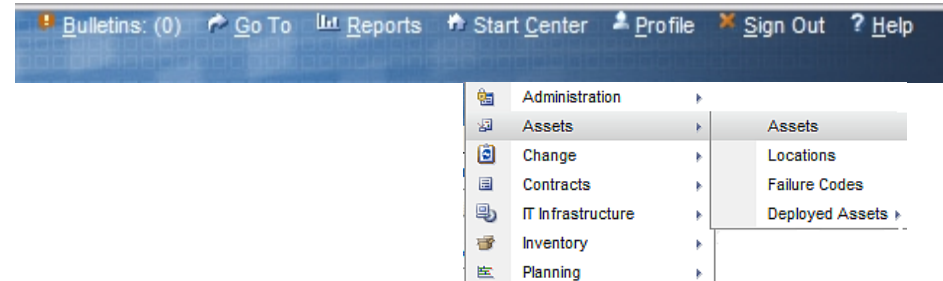 Bulletins: (0) Go To Reports Start Center Profile Sign Out ? Help
Administration
Assets Assets
Change Locations
Contracts Failure Codes
IT Infrastructure Deployed Assets
Inventory
Planning